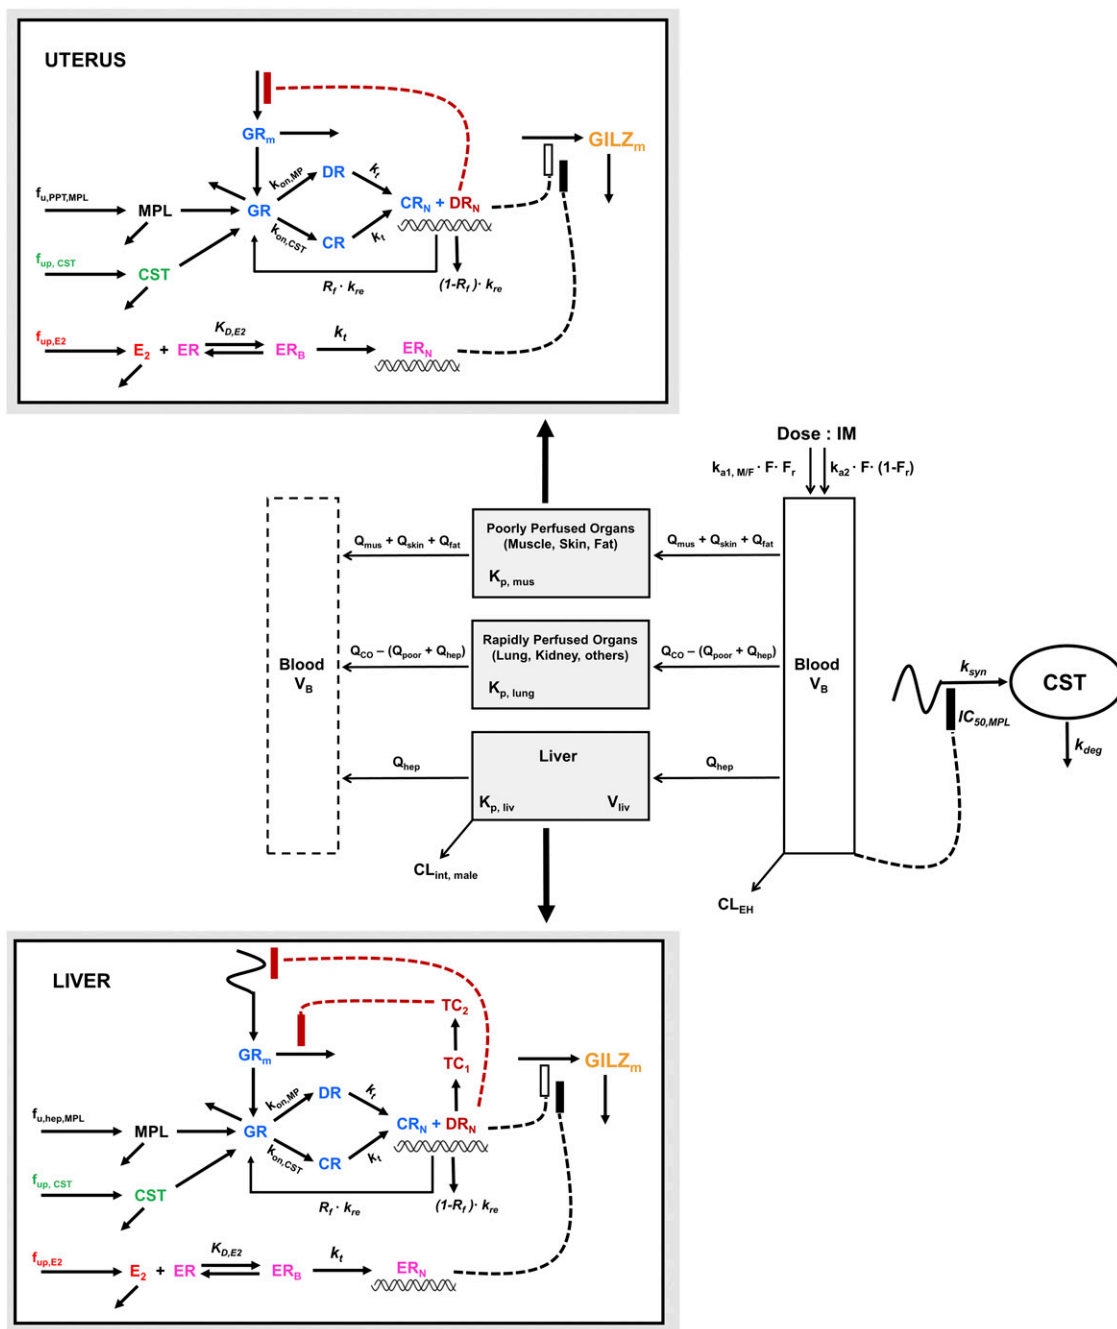 UTERUS
GRm
GILZm
kon,MP
DR
kt
fu,PPT,MPL
MPL
GR
CRN + DRN
kon,CST
CR
kt
fup, CST
CST
Rf · kre
(1-Rf) · kre
fup,E2
E2 + ER
KD,E2
ERB
kt
ERN
Dose : IM
ka1, M/F · F · Fr
ka2 · F · (1-Fr)
Poorly Perfused Organs
(Muscle, Skin, Fat)
Kp, mus
Qmus + Qskin + Qfat
Qmus + Qskin + Qfat
Rapidly Perfused Organs
(Lung, Kidney, others)
Kp, lung
QCO – (Qpoor + Qhep)
QCO – (Qpoor + Qhep)
Blood
VB
Blood
VB
ksyn
CST
IC50,MPL
kdeg
Liver
Qhep
Qhep
Kp, liv
Vliv
CLint, male
CLEH
LIVER
TC2
GRm
TC1
GILZm
kon,MP
DR
kt
fu,hep,MPL
MPL
GR
CRN + DRN
kon,CST
CR
kt
fup, CST
CST
Rf · kre
(1-Rf) · kre
fup,E2
E2 + ER
KD,E2
ERB
kt
ERN